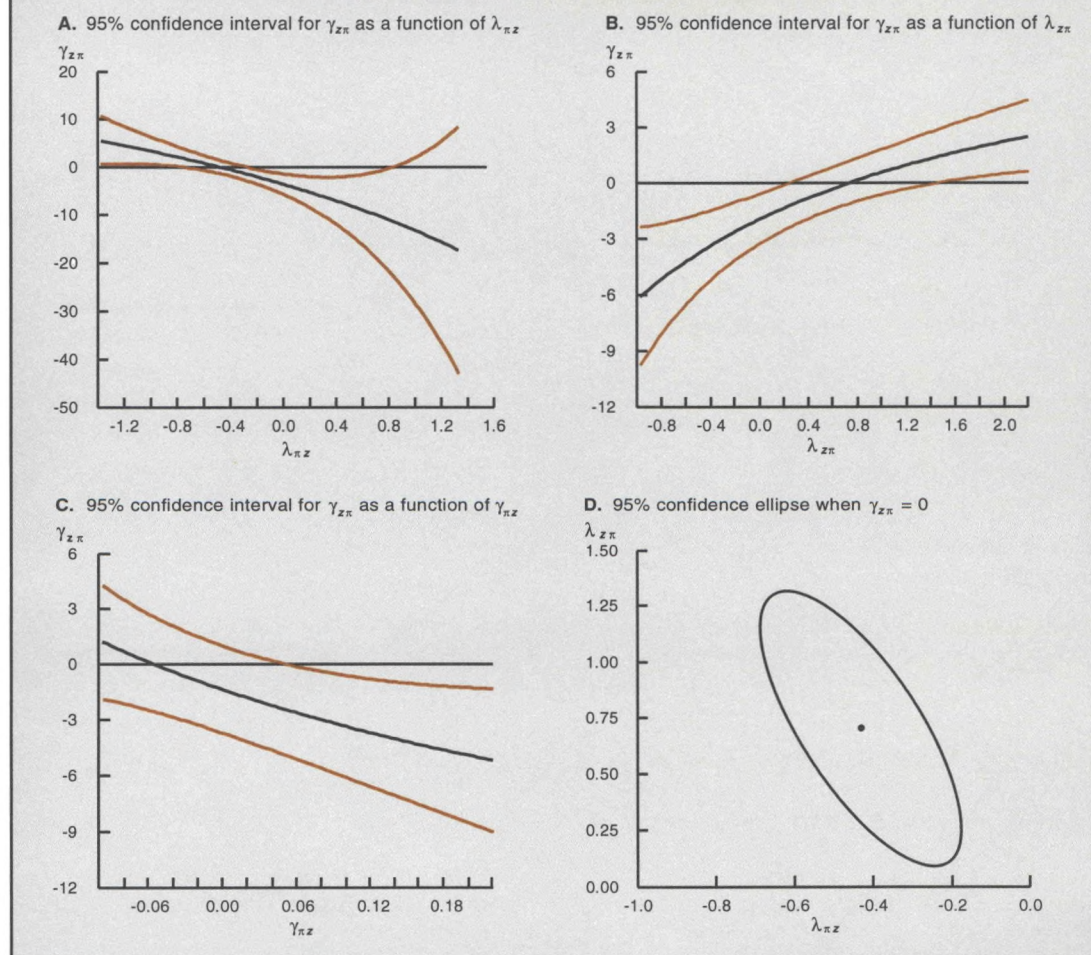 A. 95% confidence interval for γzπ as a function of λπz
γzπ
20
10
0
-10
-20
-30
-40
-50
-1.2 -0.8 -0.4 0.0 0.4 0.8 1.2 1.6
λπz
B. 95% confidence interval for γzπ as a function of λzπ
γzπ
6
3
0
-3
-6
-9
-12
-0.8 -0 4 0.0 0.4 0.8 1.2 1.6 2.0
λzπ
C. 95% confidence interval for γzπ as a function of γπz
γzπ
6
3
0
-3
-6
-9
-12
-0.06 0.00 0.06 0.12 0.18
γπz
D. 95% confidence ellipse when γzπ = 0
λzπ
1.50
1.25
1.00
0.75
0.50
0.25
0.00
-1.0 -0.8 -0.6 -0.4 -0.2 0.0
λπz